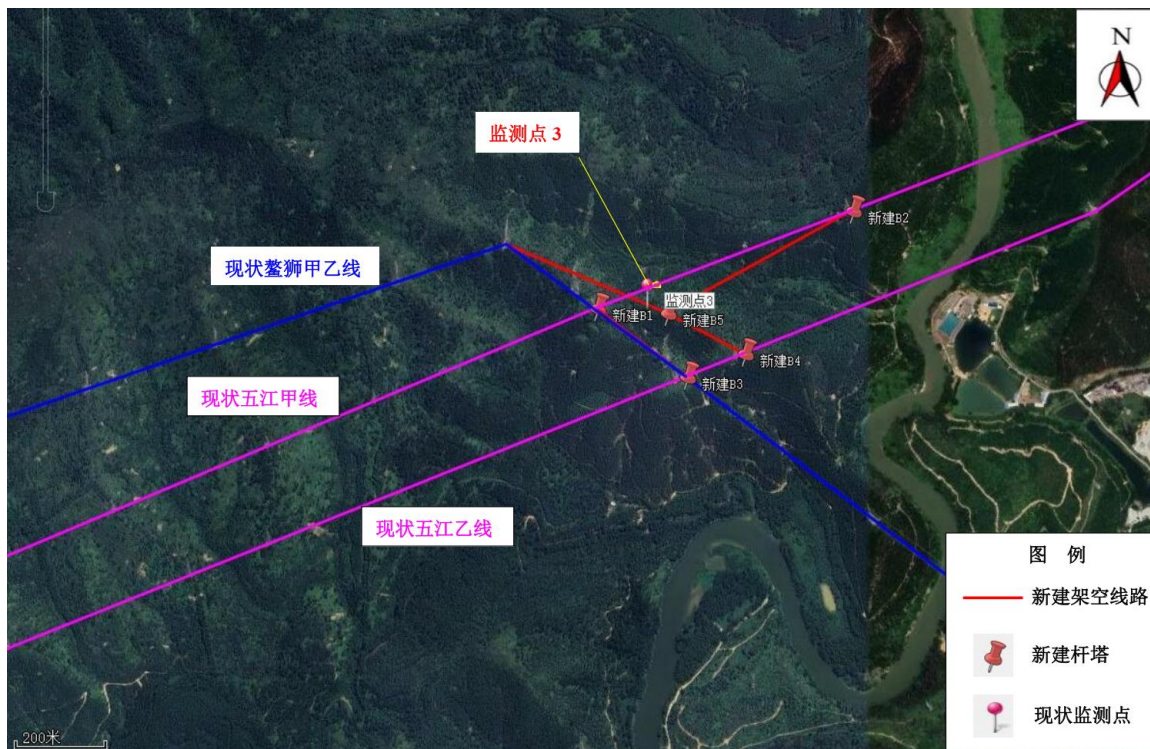 N
监测点 3
新建B2
现状鳌狮甲乙线
监测点3
新建B1
新建B5
新建B4
新建B3
现状五江甲线
现状五江乙线
图 例
新建架空线路
新建杆塔
现状监测点
200米